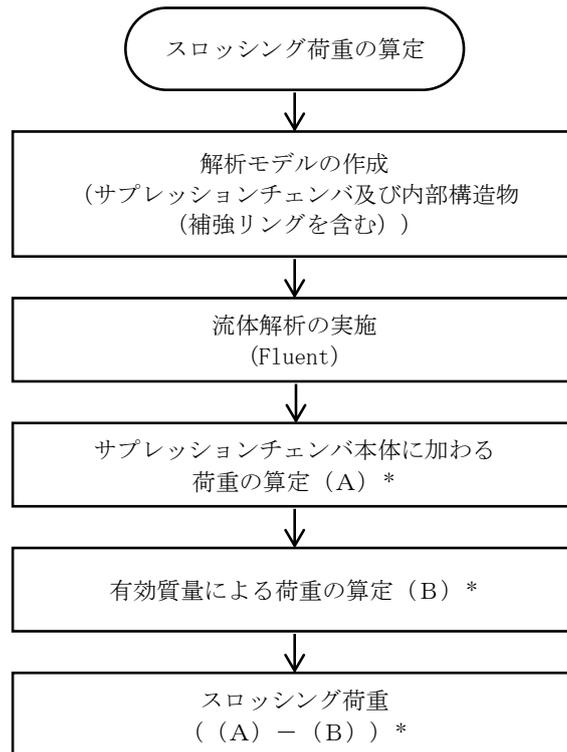 スロッシング荷重の算定
解析モデルの作成
（サプレッションチェンバ及び内部構造物
（補強リングを含む））
流体解析の実施
（Fluent）
サプレッションチェンバ本体に加わる
荷重の算定（Ａ）*
有効質量による荷重の算定（Ｂ）*
スロッシング荷重
（（Ａ）－（Ｂ））*